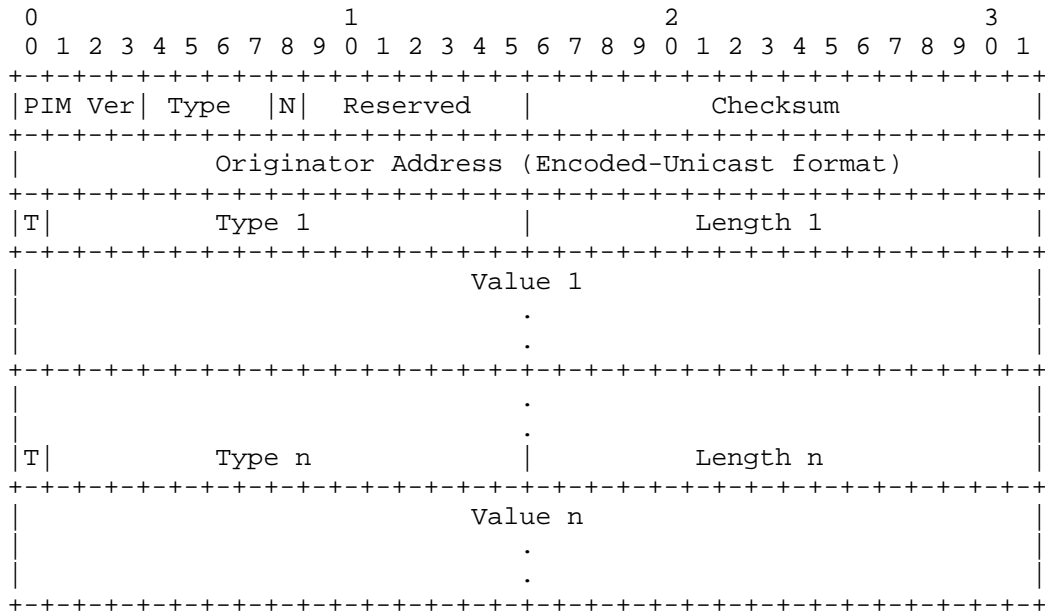 0                   1                   2                   3
 0 1 2 3 4 5 6 7 8 9 0 1 2 3 4 5 6 7 8 9 0 1 2 3 4 5 6 7 8 9 0 1
+-+-+-+-+-+-+-+-+-+-+-+-+-+-+-+-+-+-+-+-+-+-+-+-+-+-+-+-+-+-+-+-+
|PIM Ver| Type  |N|  Reserved   |           Checksum            |
+-+-+-+-+-+-+-+-+-+-+-+-+-+-+-+-+-+-+-+-+-+-+-+-+-+-+-+-+-+-+-+-+
|            Originator Address (Encoded-Unicast format)        |
+-+-+-+-+-+-+-+-+-+-+-+-+-+-+-+-+-+-+-+-+-+-+-+-+-+-+-+-+-+-+-+-+
|T|          Type 1             |          Length 1             |
+-+-+-+-+-+-+-+-+-+-+-+-+-+-+-+-+-+-+-+-+-+-+-+-+-+-+-+-+-+-+-+-+
|                            Value 1                            |
|                               .                               |
|                               .                               |
+-+-+-+-+-+-+-+-+-+-+-+-+-+-+-+-+-+-+-+-+-+-+-+-+-+-+-+-+-+-+-+-+
|                               .                               |
|                               .                               |
|T|          Type n             |          Length n             |
+-+-+-+-+-+-+-+-+-+-+-+-+-+-+-+-+-+-+-+-+-+-+-+-+-+-+-+-+-+-+-+-+
|                            Value n                            |
|                               .                               |
|                               .                               |
+-+-+-+-+-+-+-+-+-+-+-+-+-+-+-+-+-+-+-+-+-+-+-+-+-+-+-+-+-+-+-+-+